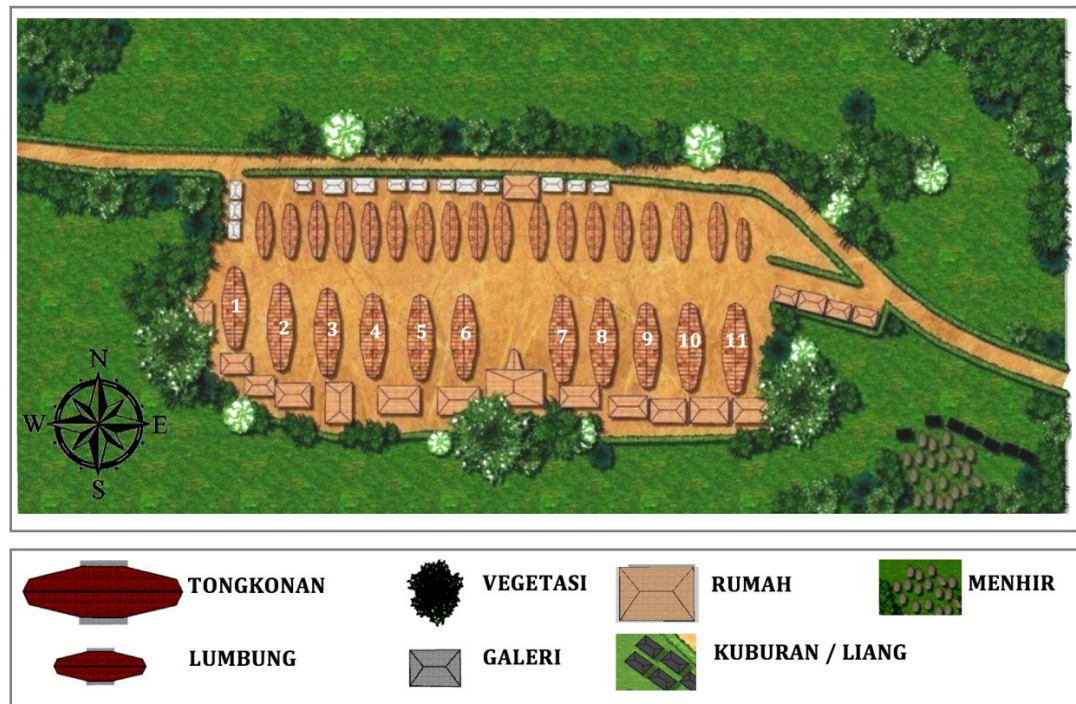 1
2
3
4
5
6
7
8
9
10
11
N
W E
S
TONGKONAN
VEGETASI
RUMAH
MENHIR
LUMBUNG
GALERI
KUBURAN / LIANG